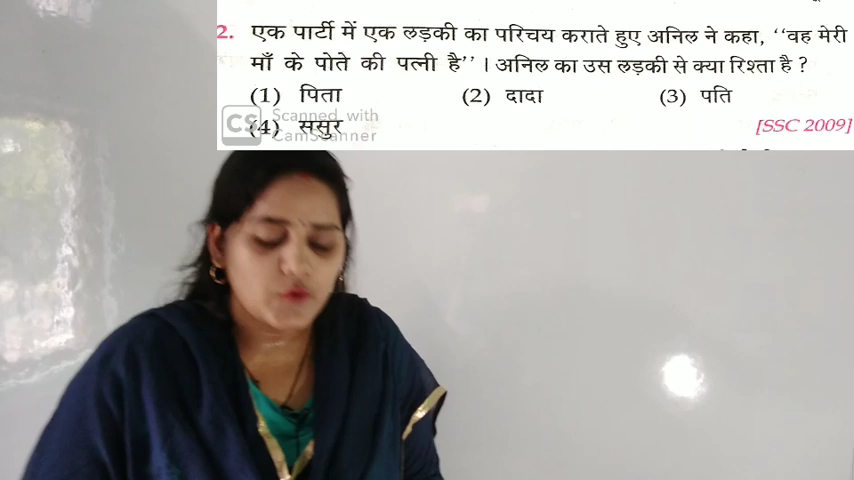 2. एक पार्टी में एक लड़की का परिचय कराते हुए अनिल ने कहा, ‘‘वह मेरी
माँ के पोते की पत्नी है’’ । अनिल का उस लड़की से क्या रिश्ता है ?
(1) पिता (2) दादा (3) पति
(4) ससुर [SSC 2009]
CS Scanned with
CamScanner